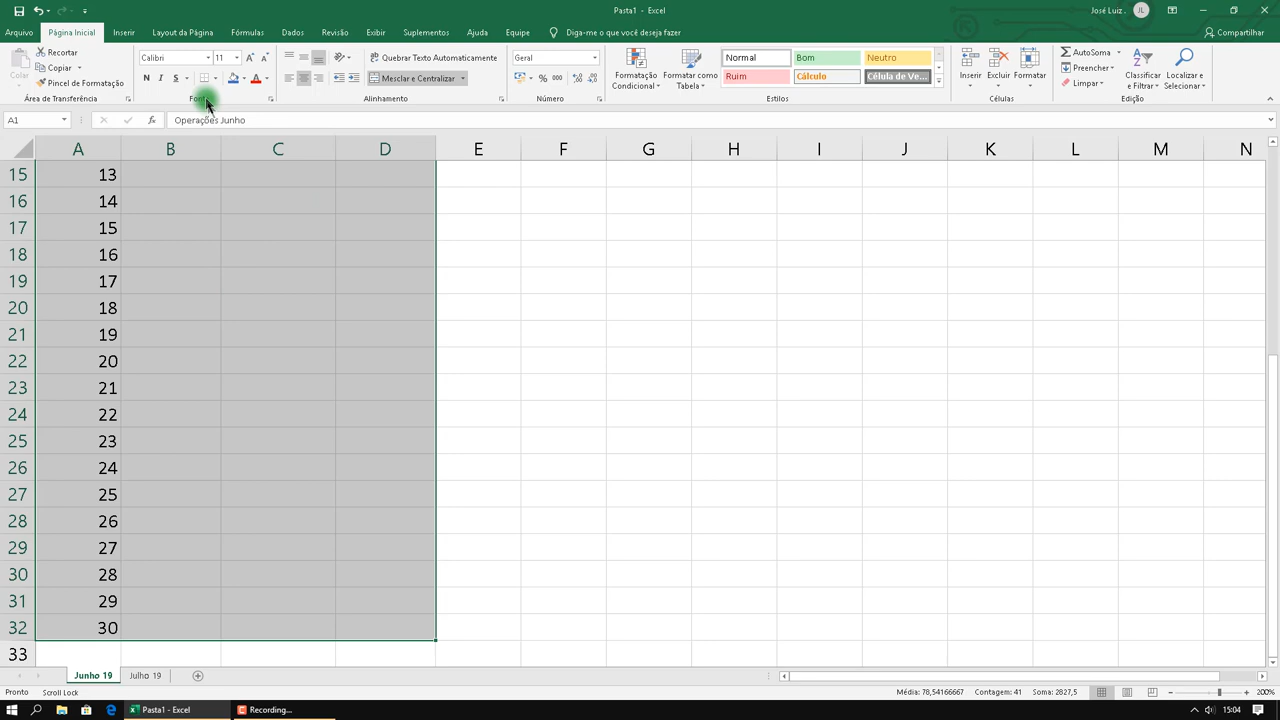 Pasta1 - Excel
José Luiz .
JL
Arquivo
Página Inicial
Inserir
Layout da Página
Fórmulas
Dados
Revisão
Exibir
Suplementos
Ajuda
Equipe
Diga-me o que você deseja fazer
Compartilhar
Colar
Recortar
Copiar
Pincel de Formatação
Área de Transferência
Calibri
11
N I S
Fonte
Quebrar Texto Automaticamente
Mesclar e Centralizar
Alinhamento
Geral
% 000
Número
Formatação Condicional
Formatar como Tabela
Normal
Bom
Neutro
Ruim
Cálculo
Célula de Ve...
Estilos
Inserir
Excluir
Formatar
Células
AutoSoma
Preencher
Limpar
Classificar e Filtrar
Localizar e Selecionar
Edição
A1
fx
Operações Junho
A B C D E F G H I J K L M N
15 13
16 14
17 15
18 16
19 17
20 18
21 19
22 20
23 21
24 22
25 23
26 24
27 25
28 26
29 27
30 28
31 29
32 30
33
Junho 19
Julho 19
Pronto
Scroll Lock
Média: 78,54166667
Contagem: 41
Soma: 2827,5
200%
Pasta1 - Excel
Recording...
15:04